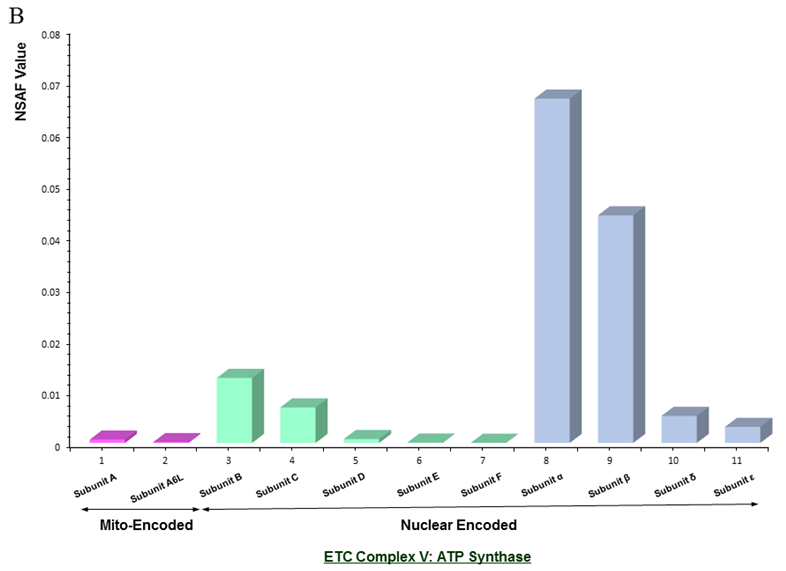 B
NSAF Value
0.08
0.07
0.06
0.05
0.04
0.03
0.02
0.01
0
1 2 3 4 5 6 7 8 9 10 11
Subunit A Subunit A6L Subunit B Subunit C Subunit D Subunit E Subunit F Subunit α Subunit β Subunit δ Subunit ε
Mito-Encoded Nuclear Encoded
ETC Complex V: ATP Synthase